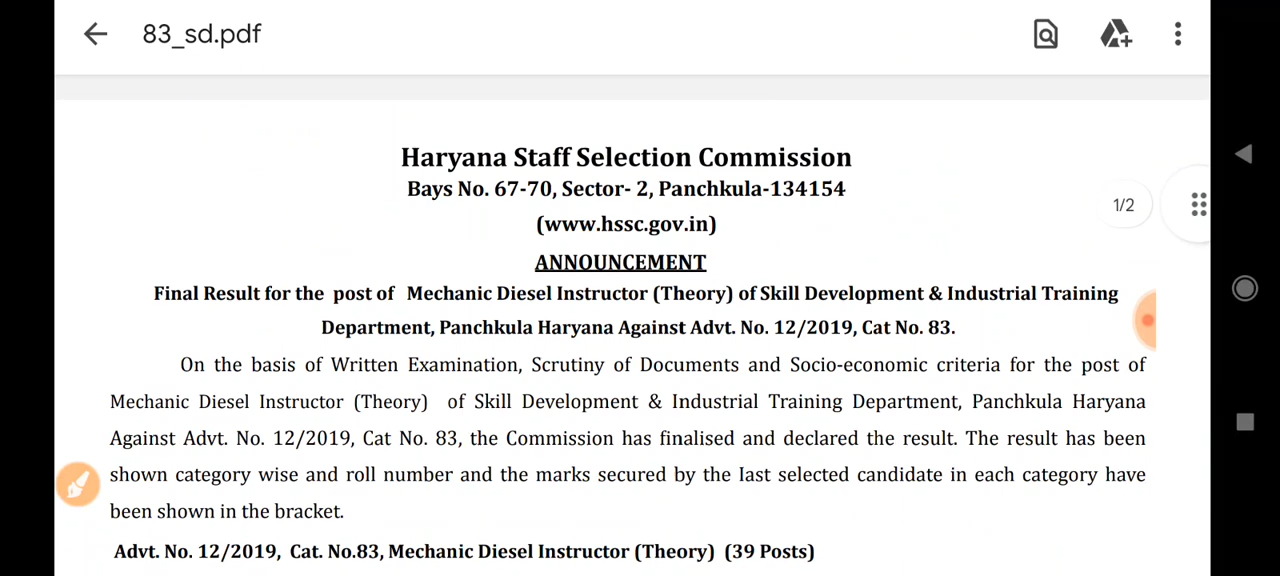 83_sd.pdf
Haryana Staff Selection Commission
Bays No. 67-70, Sector- 2, Panchkula-134154
1/2
(www.hssc.gov.in)
ANNOUNCEMENT
Final Result for the post of Mechanic Diesel Instructor (Theory) of Skill Development & Industrial Training
Department, Panchkula Haryana Against Advt. No. 12/2019, Cat No. 83.
On the basis of Written Examination, Scrutiny of Documents and Socio-economic criteria for the post of
Mechanic Diesel Instructor (Theory) of Skill Development & Industrial Training Department, Panchkula Haryana
Against Advt. No. 12/2019, Cat No. 83, the Commission has finalised and declared the result. The result has been
shown category wise and roll number and the marks secured by the last selected candidate in each category have
been shown in the bracket.
Advt. No. 12/2019, Cat. No.83, Mechanic Diesel Instructor (Theory) (39 Posts)